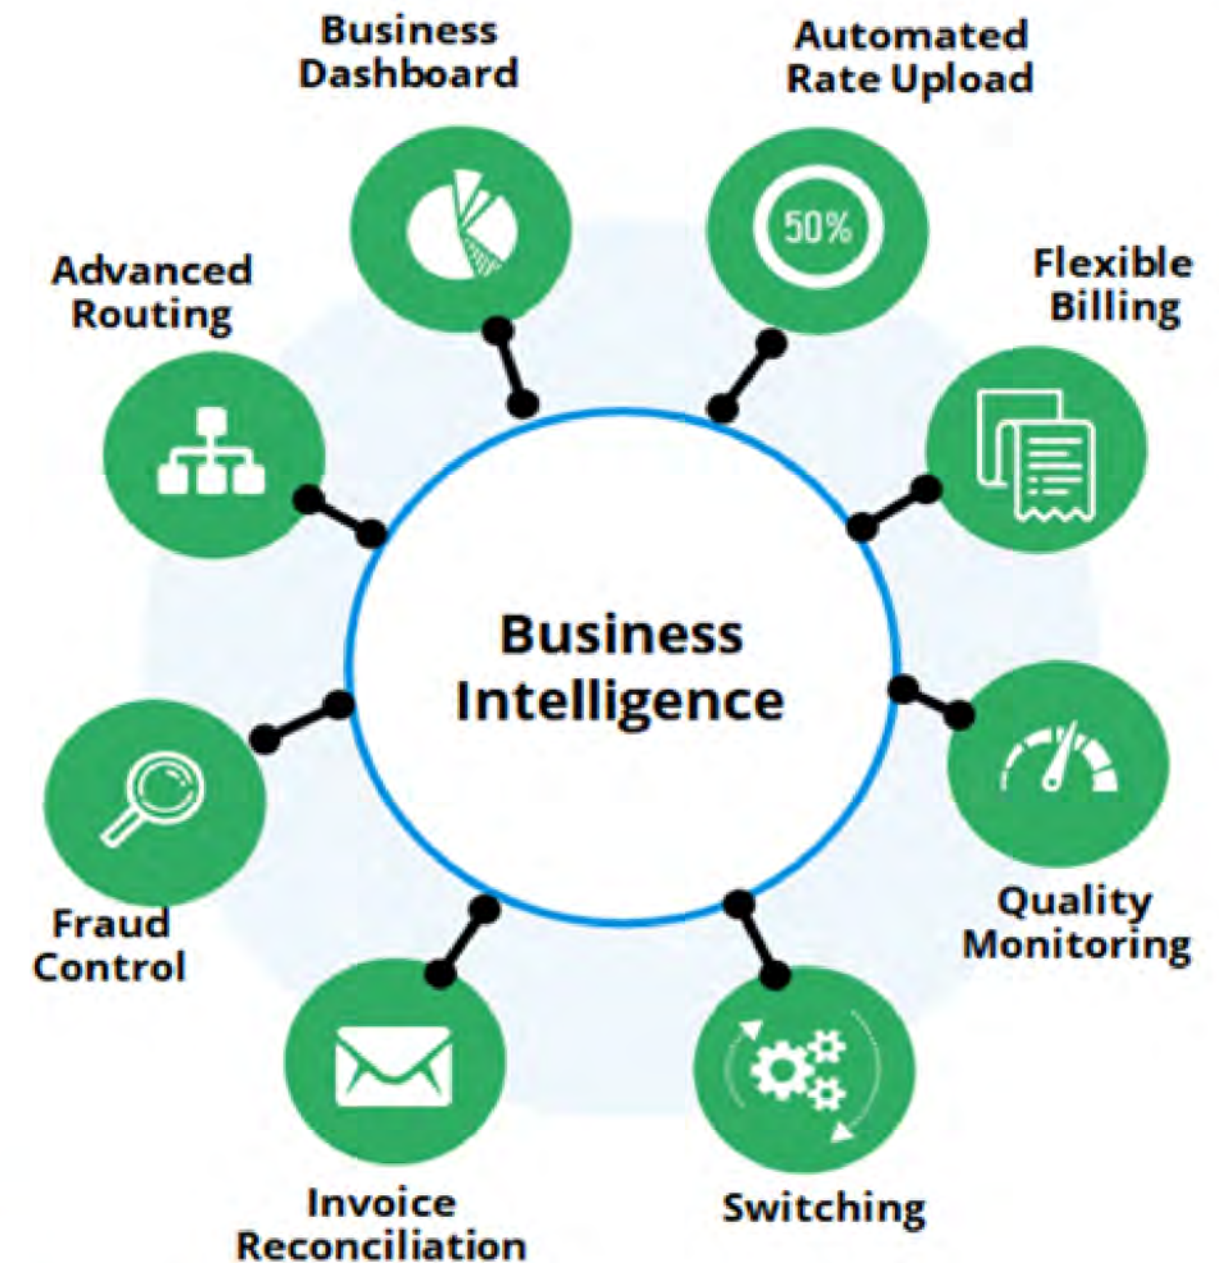 Business
Dashboard
Automated
Rate Upload
50%
Advanced
Routing
Flexible
Billing
Business
Intelligence
Fraud
Control
Quality
Monitoring
Invoice
Reconciliation
Switching